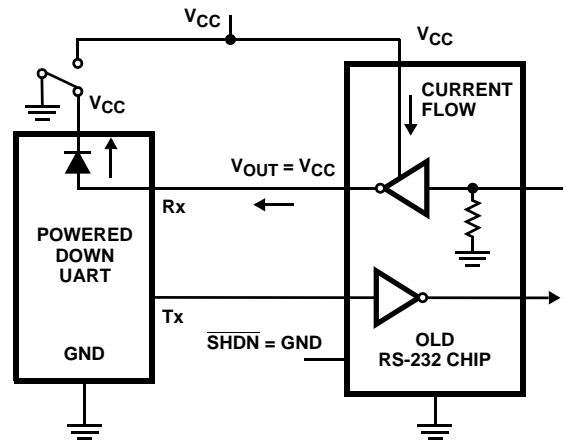 VCC
VCC
VCC
CURRENT
FLOW
VOUT = VCC
Rx
POWERED
DOWN
UART
Tx
GND
SHDN = GND
OLD
RS-232 CHIP